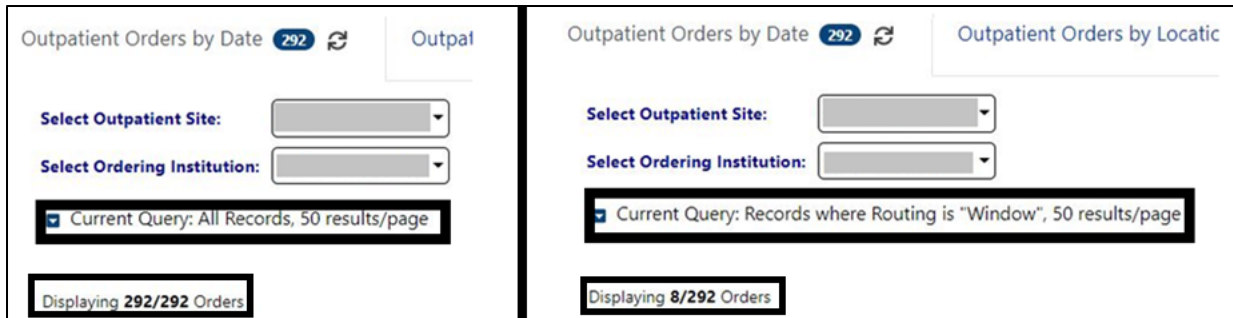 Outpatient Orders by Date 292 Outpat
Select Outpatient Site:
Select Ordering Institution:
Current Query: All Records, 50 results/page
Displaying 292/292 Orders
Outpatient Orders by Date 292 Outpatient Orders by Locatic
Select Outpatient Site:
Select Ordering Institution:
Current Query: Records where Routing is "Window", 50 results/page
Displaying 8/292 Orders